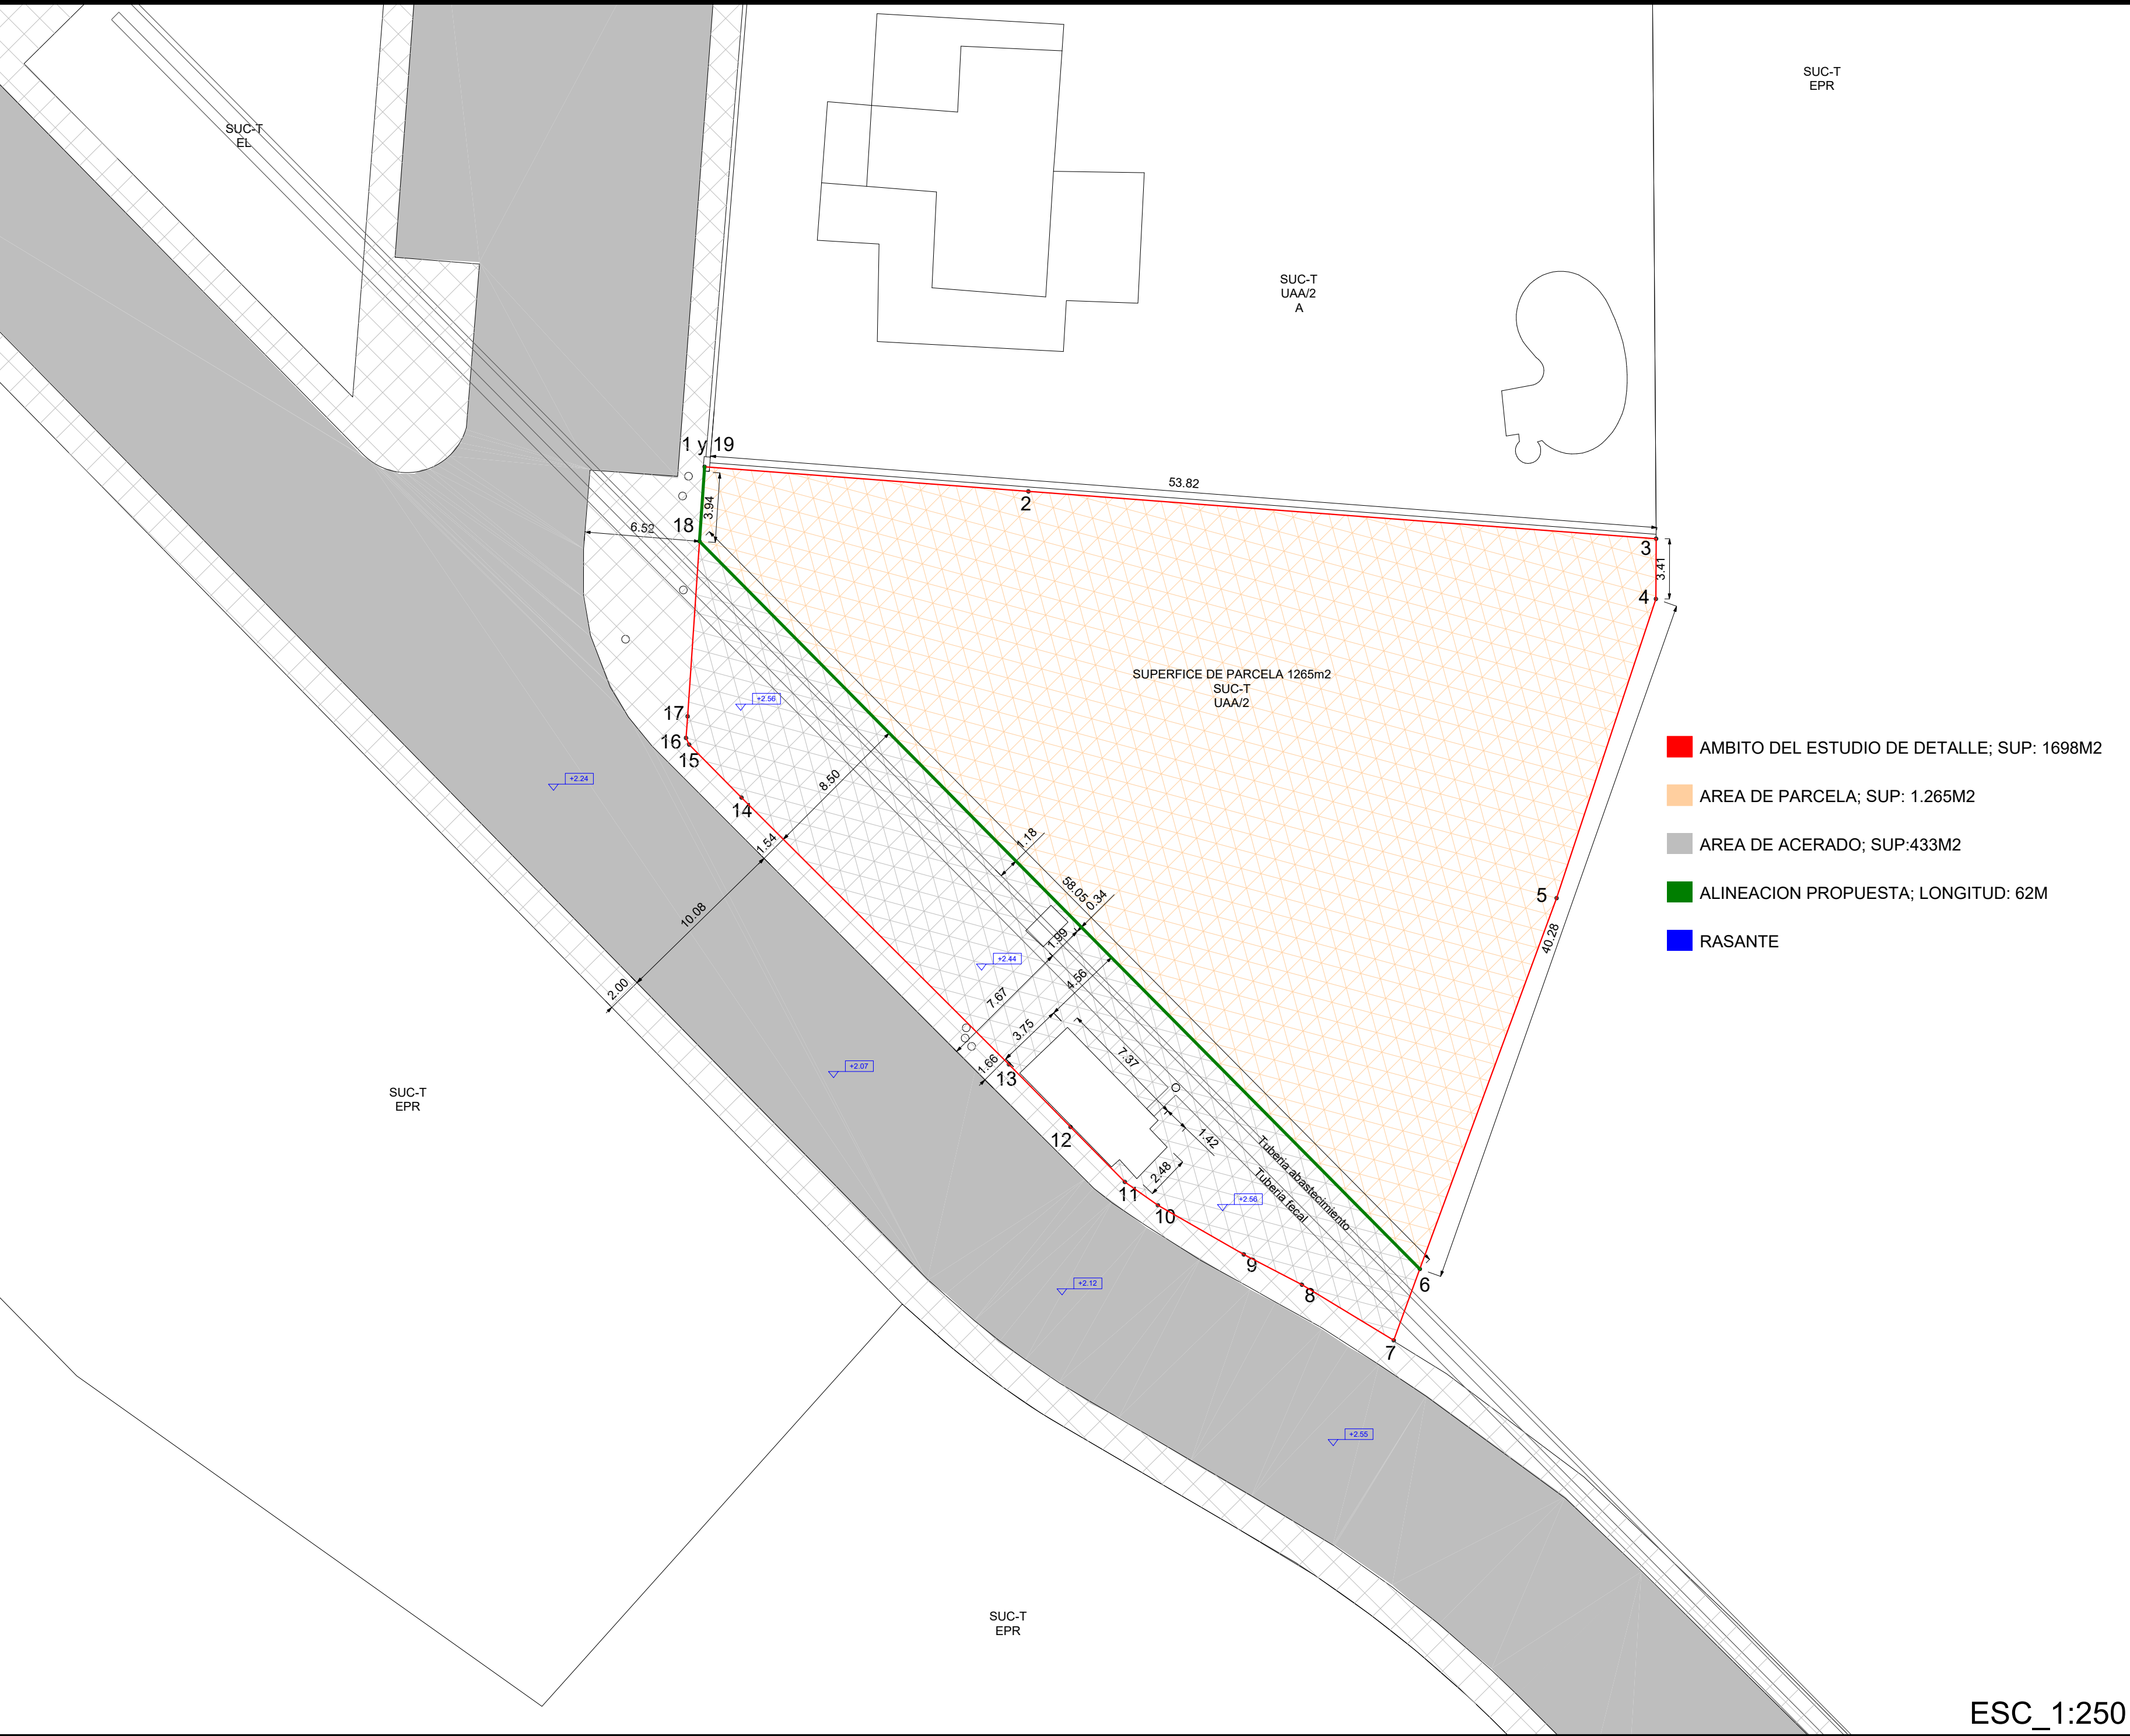 SUC-T
EPR
SUC-T
EL
SUC-T
UAA/2
A
1 y 19
53.82
2
3.94
18
6.52
3
3.41
4
SUPERFICE DE PARCELA 1265m2
SUC-T
UAA/2
+2.56
17
16
15
+2.24
8.50
14
1.54
1.18
58.05
0.34
5
40.28
10.08
1.99
+2.44
4.56
7.67
2.00
3.75
1.66
13
7.37
+2.07
SUC-T
EPR
12
1.42
2.48
Tuberia abastecimiento
Tuberia fecal
11
10
+2.56
9
6
8
+2.12
7
+2.55
SUC-T
EPR
AMBITO DEL ESTUDIO DE DETALLE; SUP: 1698M2
AREA DE PARCELA; SUP: 1.265M2
AREA DE ACERADO; SUP:433M2
ALINEACION PROPUESTA; LONGITUD: 62M
RASANTE
ESC_1:250